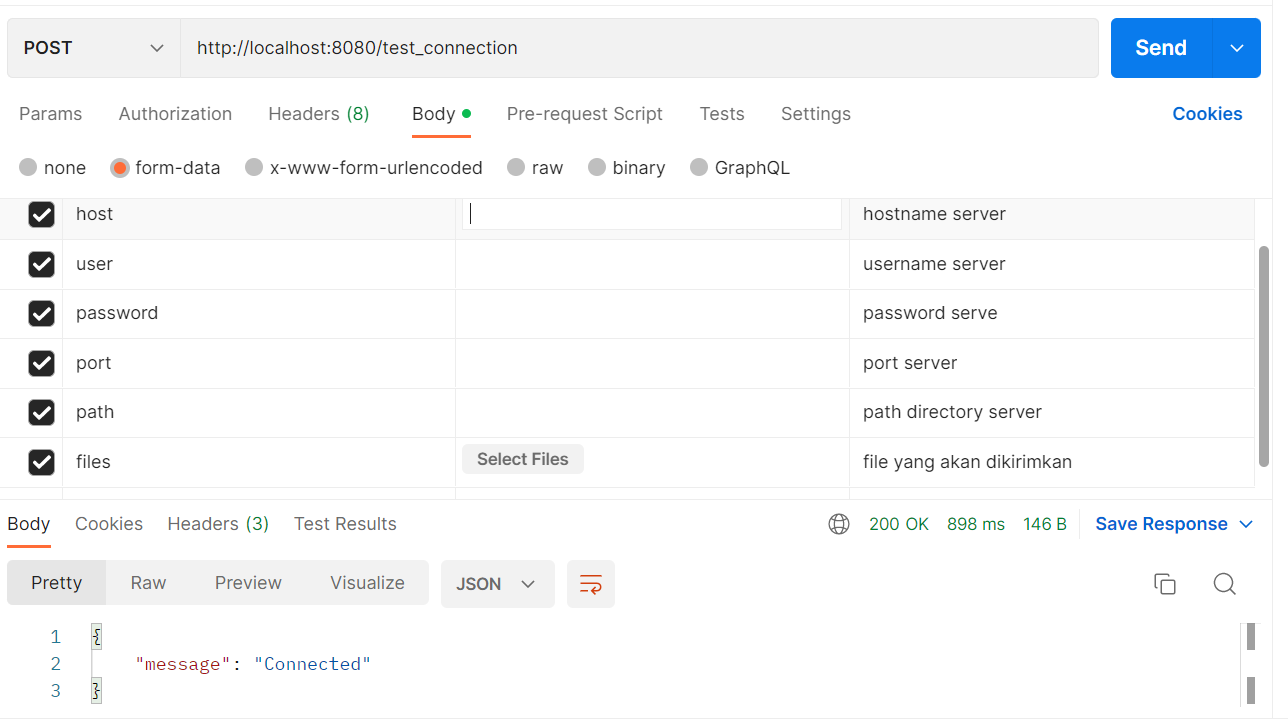 POST http://localhost:8080/test_connection Send
Params Authorization Headers (8) Body Pre-request Script Tests Settings Cookies
none form-data x-www-form-urlencoded raw binary GraphQL
host hostname server
user username server
password password serve
port port server
path path directory server
files Select Files file yang akan dikirimkan
Body Cookies Headers (3) Test Results 200 OK 898 ms 146 B Save Response
Pretty Raw Preview Visualize JSON
1 {
2 "message": "Connected"
3 }